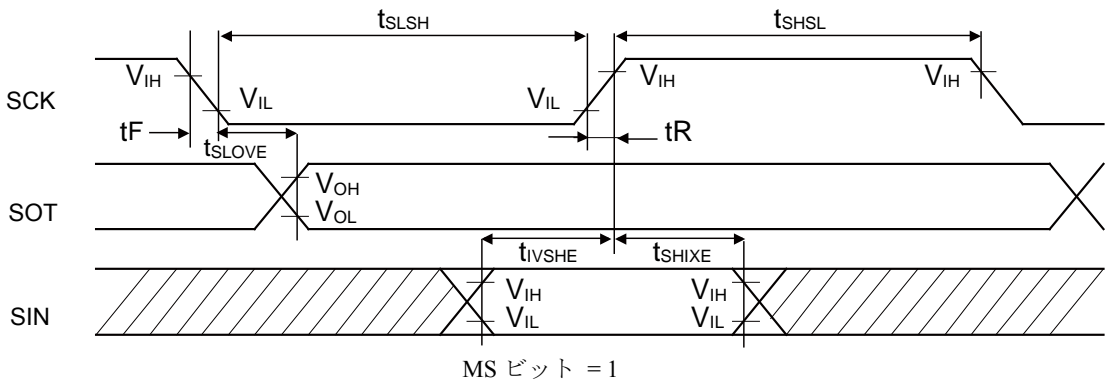 tSLSH tSHSL
SCK VIH VIL VIL VIH VIH
tF tSLOVE tR
SOT VOH VOL
tIVSHE tSHIXE
SIN VIH VIL VIH VIL
MS ビット = 1